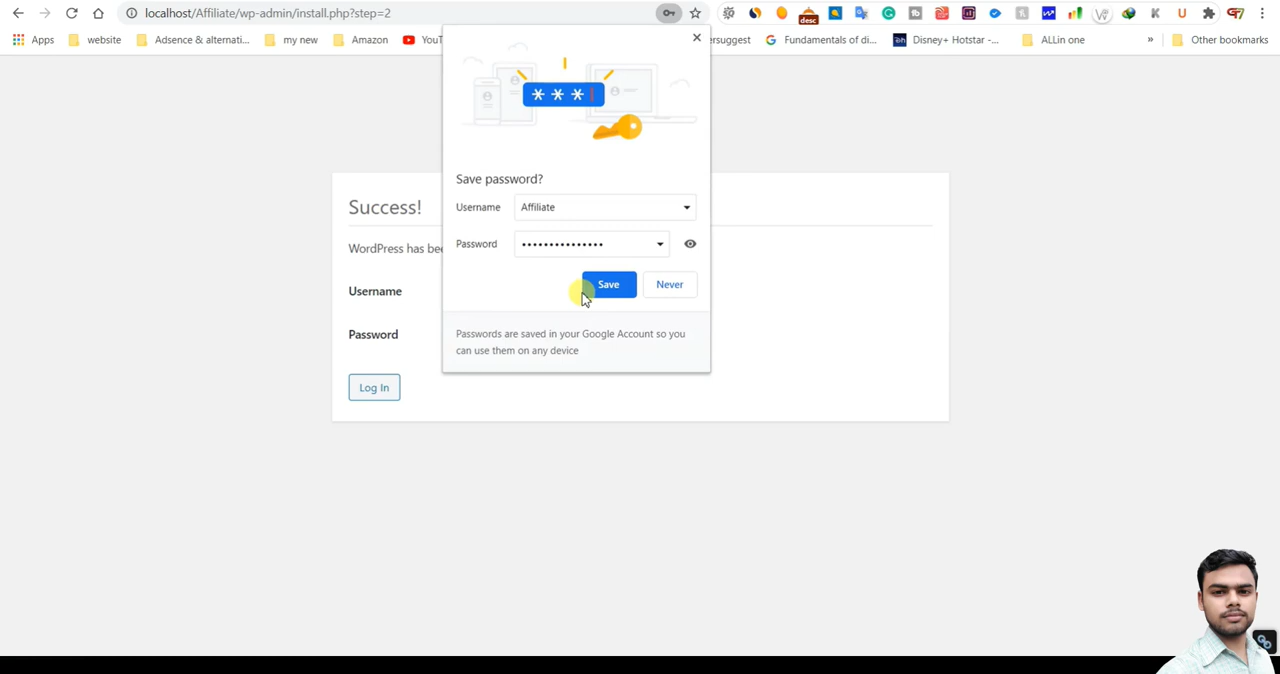 localhost/Affiliate/wp-admin/install.php?step=2
desc
Apps website Adsence & alternati... my new Amazon YouT ersuggest Fundamentals of di... Disney+ Hotstar -... ALLin one » Other bookmarks
* * *
Save password?
Username Affiliate
Password •••••••••••••••
Save Never
Passwords are saved in your Google Account so you
can use them on any device
Success!
WordPress has bee
Username
Password
Log In